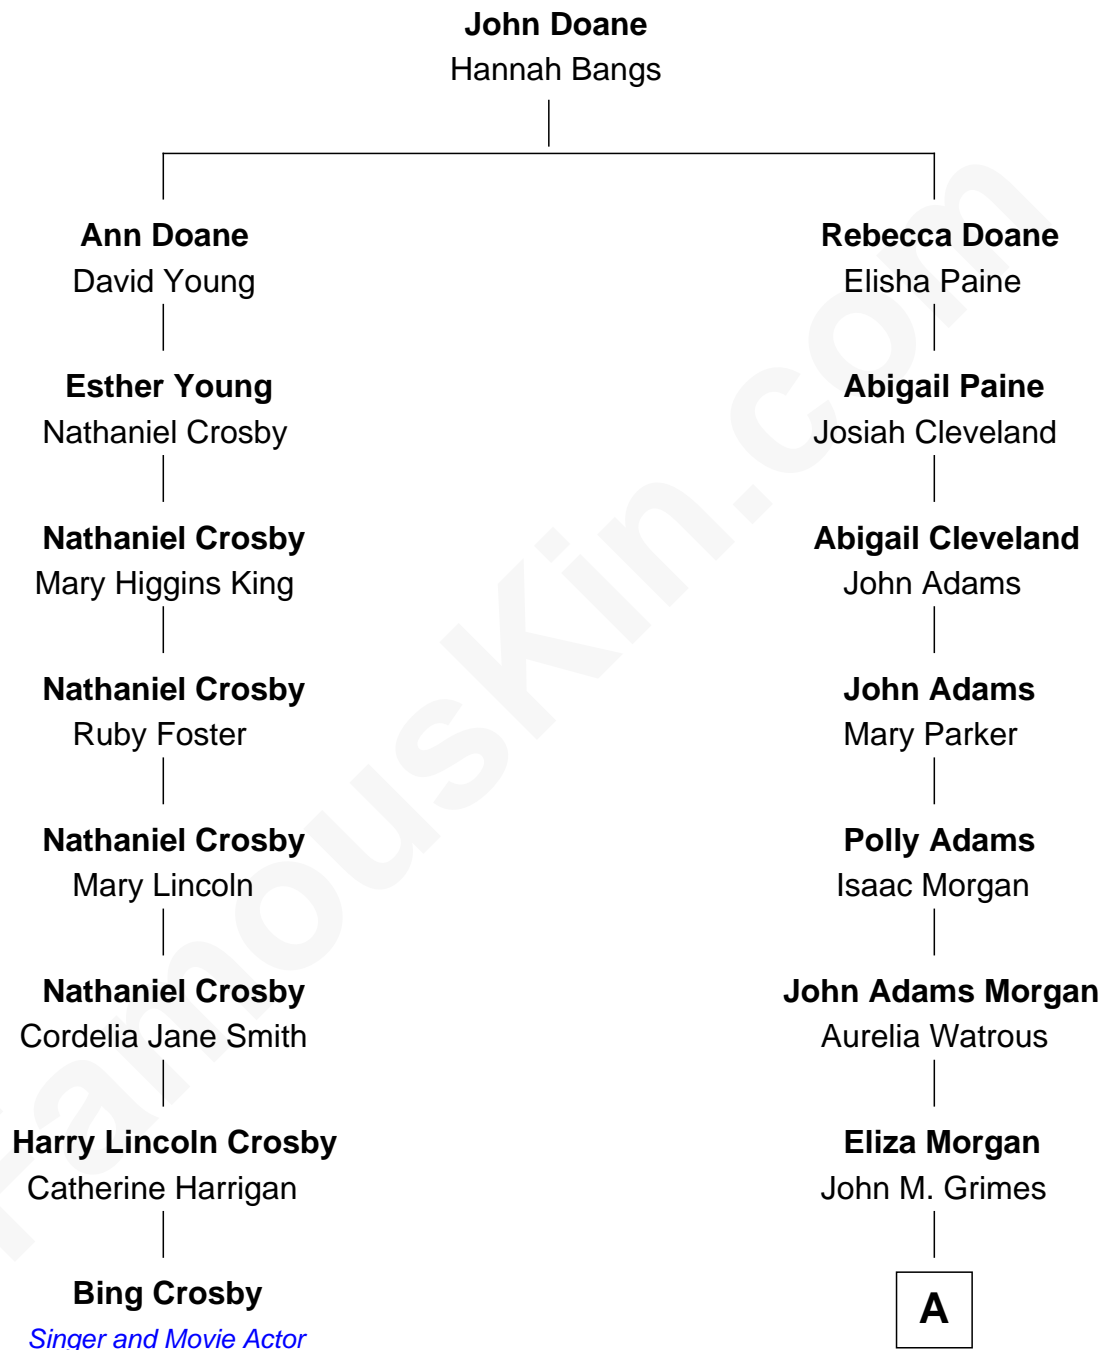 John Doane
Hannah Bangs
Ann Doane
David Young
Rebecca Doane
Elisha Paine
Esther Young
Nathaniel Crosby
Abigail Paine
Josiah Cleveland
Nathaniel Crosby
Mary Higgins King
Abigail Cleveland
John Adams
Nathaniel Crosby
Ruby Foster
John Adams
Mary Parker
Nathaniel Crosby
Mary Lincoln
Polly Adams
Isaac Morgan
Nathaniel Crosby
Cordelia Jane Smith
John Adams Morgan
Aurelia Watrous
Harry Lincoln Crosby
Catherine Harrigan
Eliza Morgan
John M. Grimes
Bing Crosby
Singer and Movie Actor
A
FamousKin.com